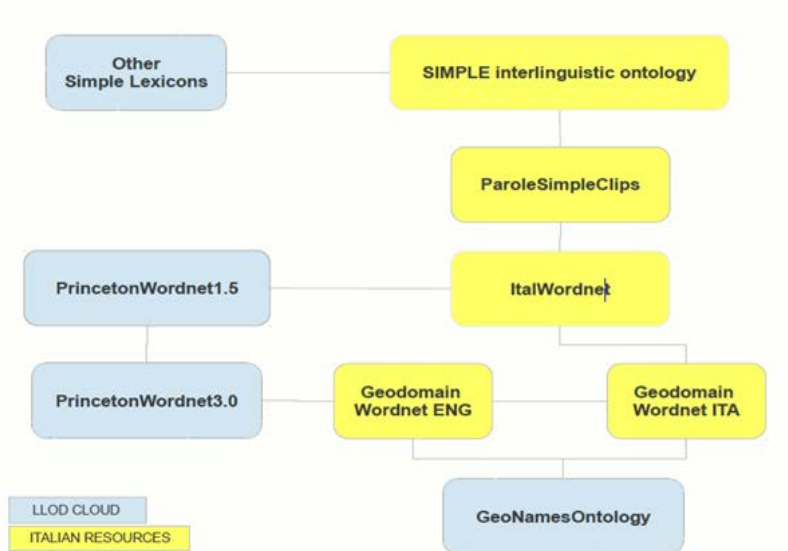 Other
Simple Lexicons
SIMPLE interlinguistic ontology
ParoleSimpleClips
PrincetonWordnet1.5
ItalWordnet
PrincetonWordnet3.0
Geodomain
Wordnet ENG
Geodomain
Wordnet ITA
GeoNamesOntology
LLOD CLOUD
ITALIAN RESOURCES